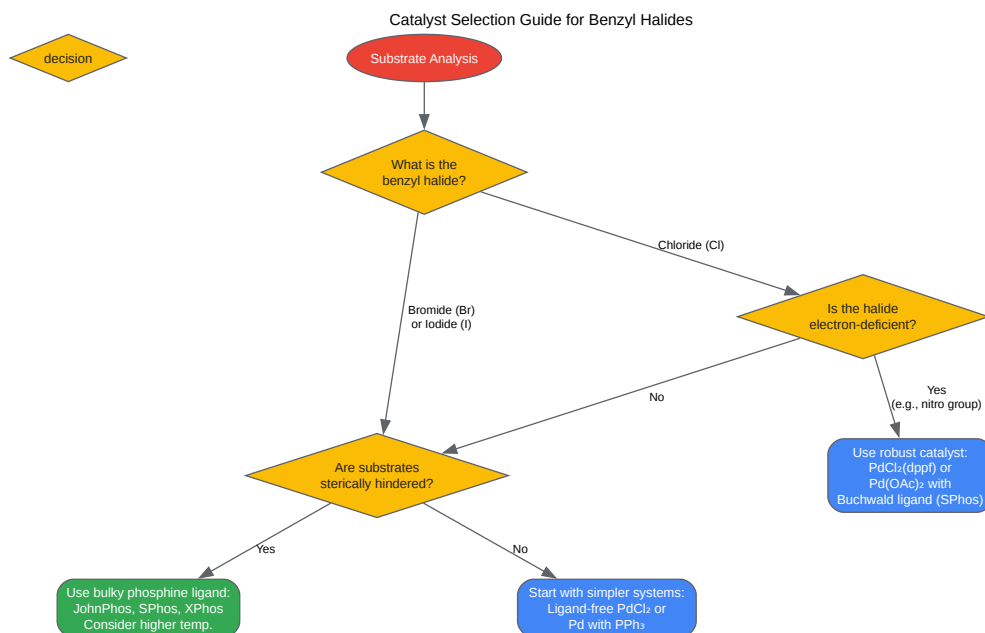 Catalyst Selection Guide for Benzyl Halides
decision
Substrate Analysis
What is the
benzyl halide?
Chloride (Cl)
Bromide (Br)
or Iodide (I)
Is the halide
electron-deficient?
No
Yes
(e.g., nitro group)
Are substrates
sterically hindered?
Use robust catalyst:
PdCl₂(dppf) or
Pd(OAc)₂ with
Buchwald ligand (SPhos)
Yes
No
Use bulky phosphine ligand:
JohnPhos, SPhos, XPhos
Consider higher temp.
Start with simpler systems:
Ligand-free PdCl₂ or
Pd with PPh₃